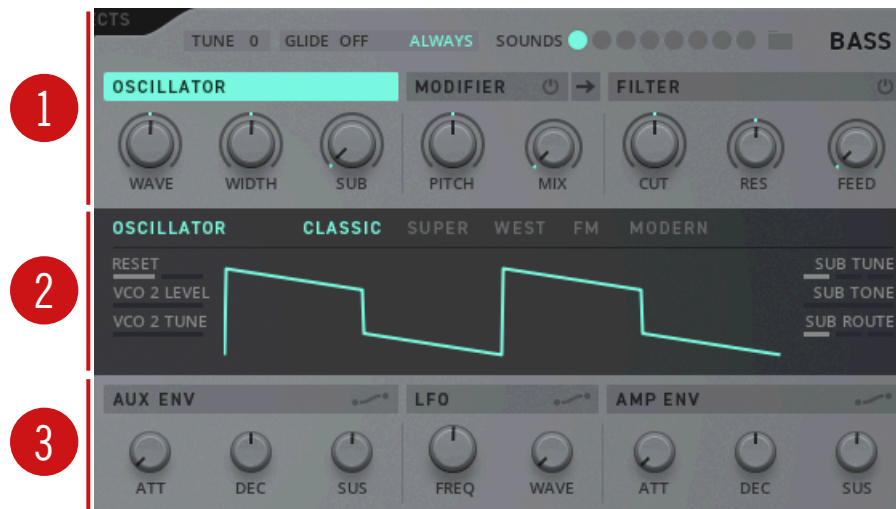 CTS
TUNE 0 GLIDE OFF ALWAYS SOUNDS BASS
1
OSCILLATOR MODIFIER FILTER
WAVE WIDTH SUB PITCH MIX CUT RES FEED
2
OSCILLATOR CLASSIC SUPER WEST FM MODERN
RESET SUB TUNE
VCO 2 LEVEL SUB TONE
VCO 2 TUNE SUB ROUTE
3
AUX ENV LFO AMP ENV
ATT DEC SUS FREQ WAVE ATT DEC SUS